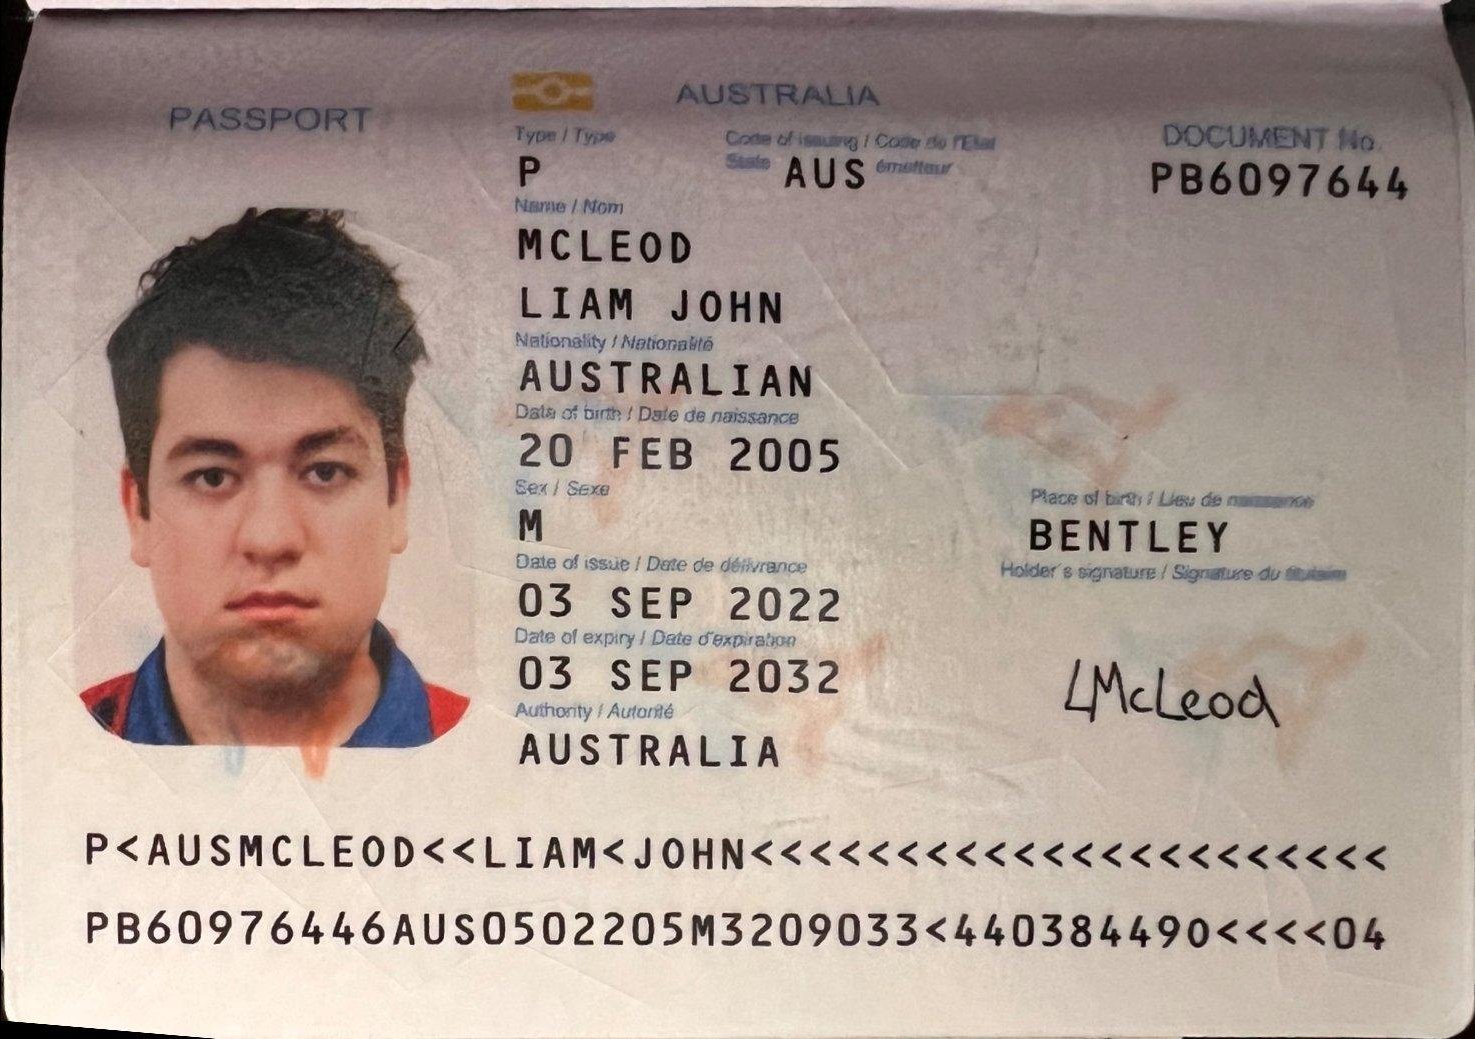 PASSPORT
AUSTRALIA
Type / Type
Code of issuing / Code de l'Etat
State émetteur
DOCUMENT No.
P
AUS
PB6097644
Name / Nom
MCLEOD
LIAM JOHN
Nationality / Nationalité
AUSTRALIAN
Date of birth / Date de naissance
20 FEB 2005
Sex / Sexe
M
Place of birth / Lieu de naissance
BENTLEY
Date of issue / Date de délivrance
03 SEP 2022
Holder's signature / Signature du titulaire
Date of expiry / Date d'expiration
03 SEP 2032
LMcLeod
Authority / Autorité
AUSTRALIA
P<AUSMCLEOD<<LIAM<JOHN<<<<<<<<<<<<<<<<<<<<<<
PB60976446AUS0502205M3209033<440384490<<<<04